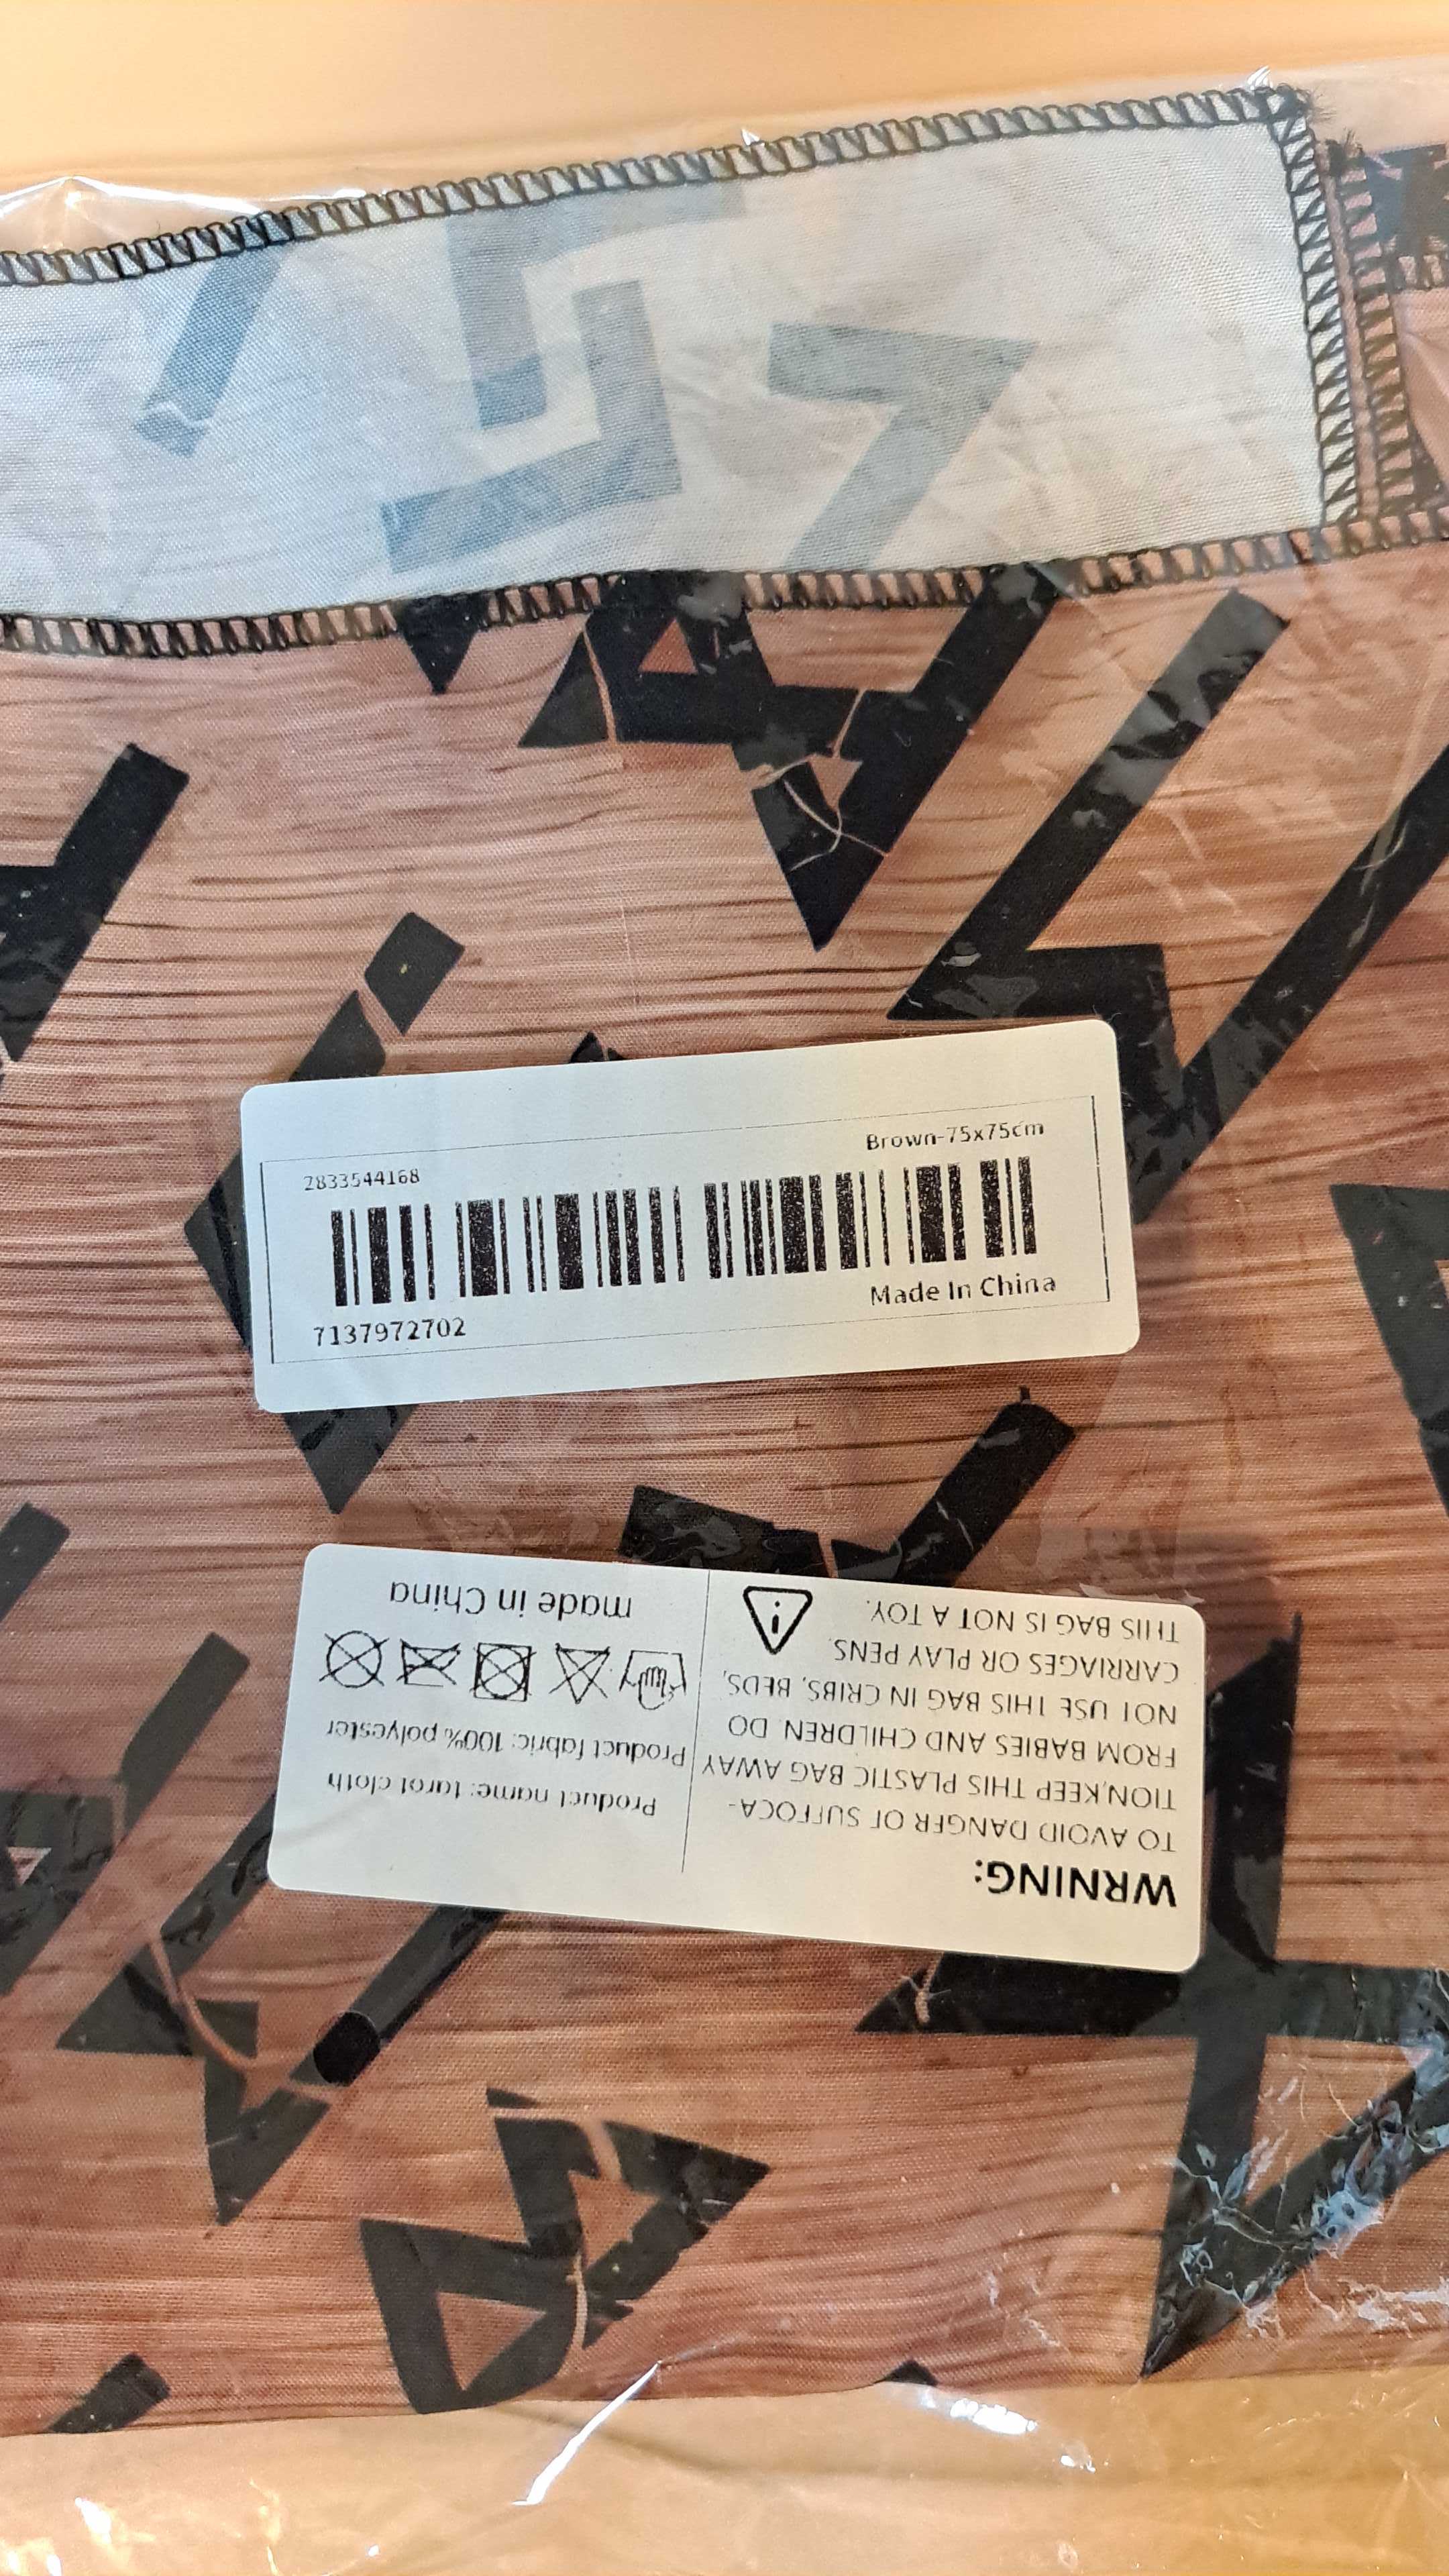 2833544168
Brown-75x75cm
7137972702
Made In China
WRNING:
TO AVOID DANGER OF SUFFOCA-
TION,KEEP THIS PLASTIC BAG AWAY
FROM BABIES AND CHILDREN. DO
NOT USE THIS BAG IN CRIBS, BEDS,
CARRIAGES OR PLAY PENS.
THIS BAG IS NOT A TOY.
Product name: tarot cloth
Product fabric: 100% polyester
made in China